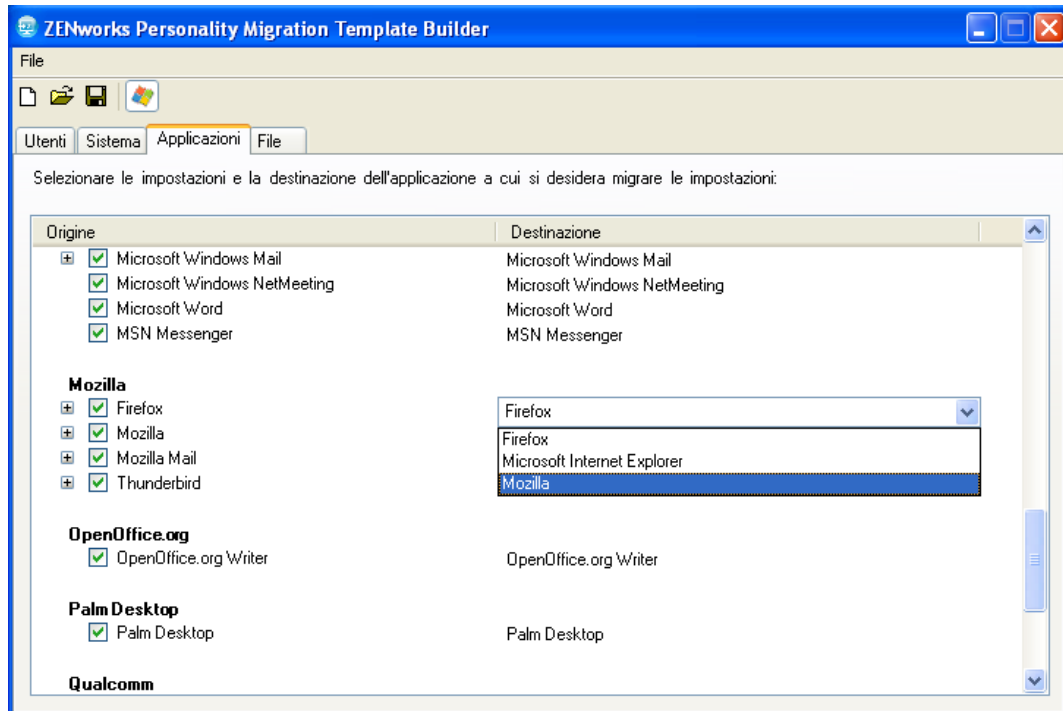 ZENworks Personality Migration Template Builder
File
Utenti Sistema Applicazioni File
Selezionare le impostazioni e la destinazione dell'applicazione a cui si desidera migrare le impostazioni:
Origine Destinazione
Microsoft Windows Mail Microsoft Windows Mail
Microsoft Windows NetMeeting Microsoft Windows NetMeeting
Microsoft Word Microsoft Word
MSN Messenger MSN Messenger
Mozilla
Firefox Firefox
Mozilla Firefox
Mozilla Mail Microsoft Internet Explorer
Thunderbird Mozilla
OpenOffice.org
OpenOffice.org Writer OpenOffice.org Writer
Palm Desktop
Palm Desktop Palm Desktop
Qualcomm